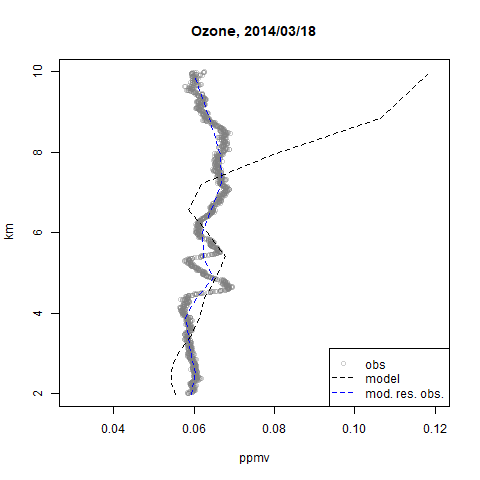 Ozone, 2014/03/18
10
8
6
4
2
km
0.04 0.06 0.08 0.10 0.12
ppmv
obs
model
mod. res. obs.